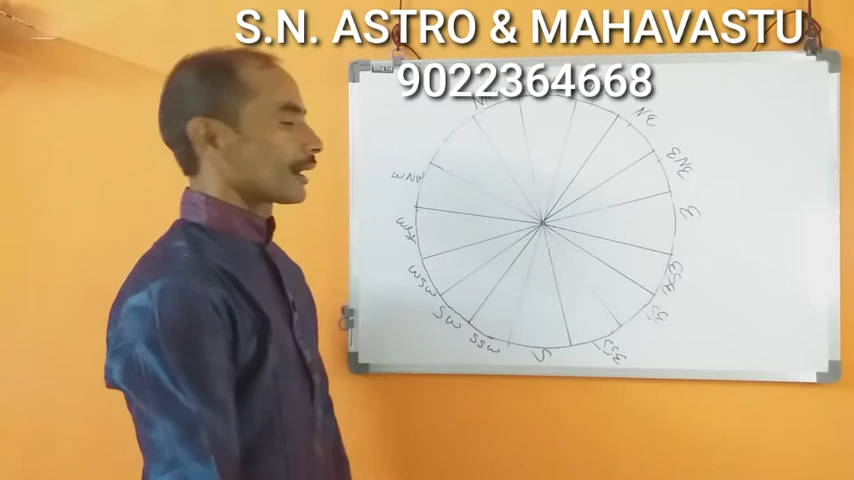 S.N. ASTRO & MAHAVASTU
9022364668
NE
ENE
E
ESE
SE
SSE
S
SSW
SW
WSW
WNW